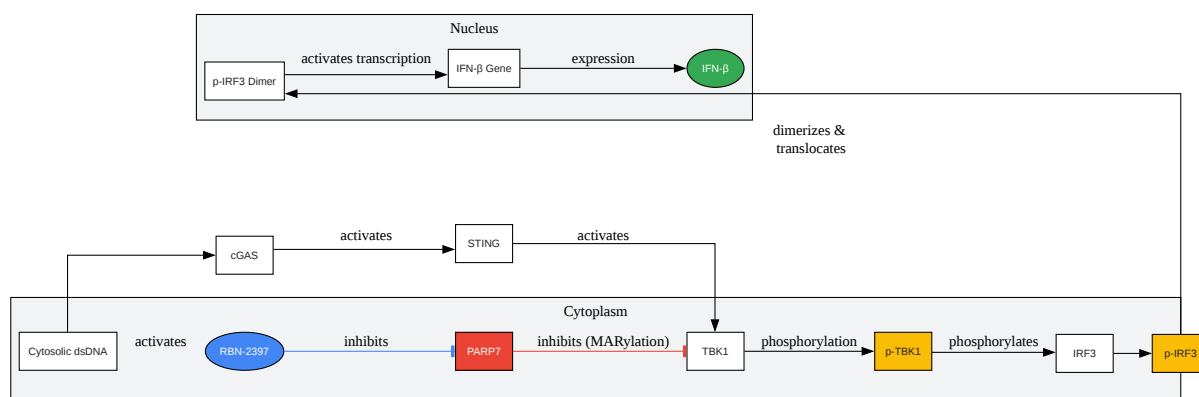 Nucleus
activates transcription
expression
p-IRF3 Dimer
IFN-β Gene
IFN-β
dimerizes &
translocates
cGAS
activates
STING
activates
Cytoplasm
Cytosolic dsDNA
activates
RBN-2397
inhibits
PARP7
inhibits (MARylation)
TBK1
phosphorylation
p-TBK1
phosphorylates
IRF3
p-IRF3